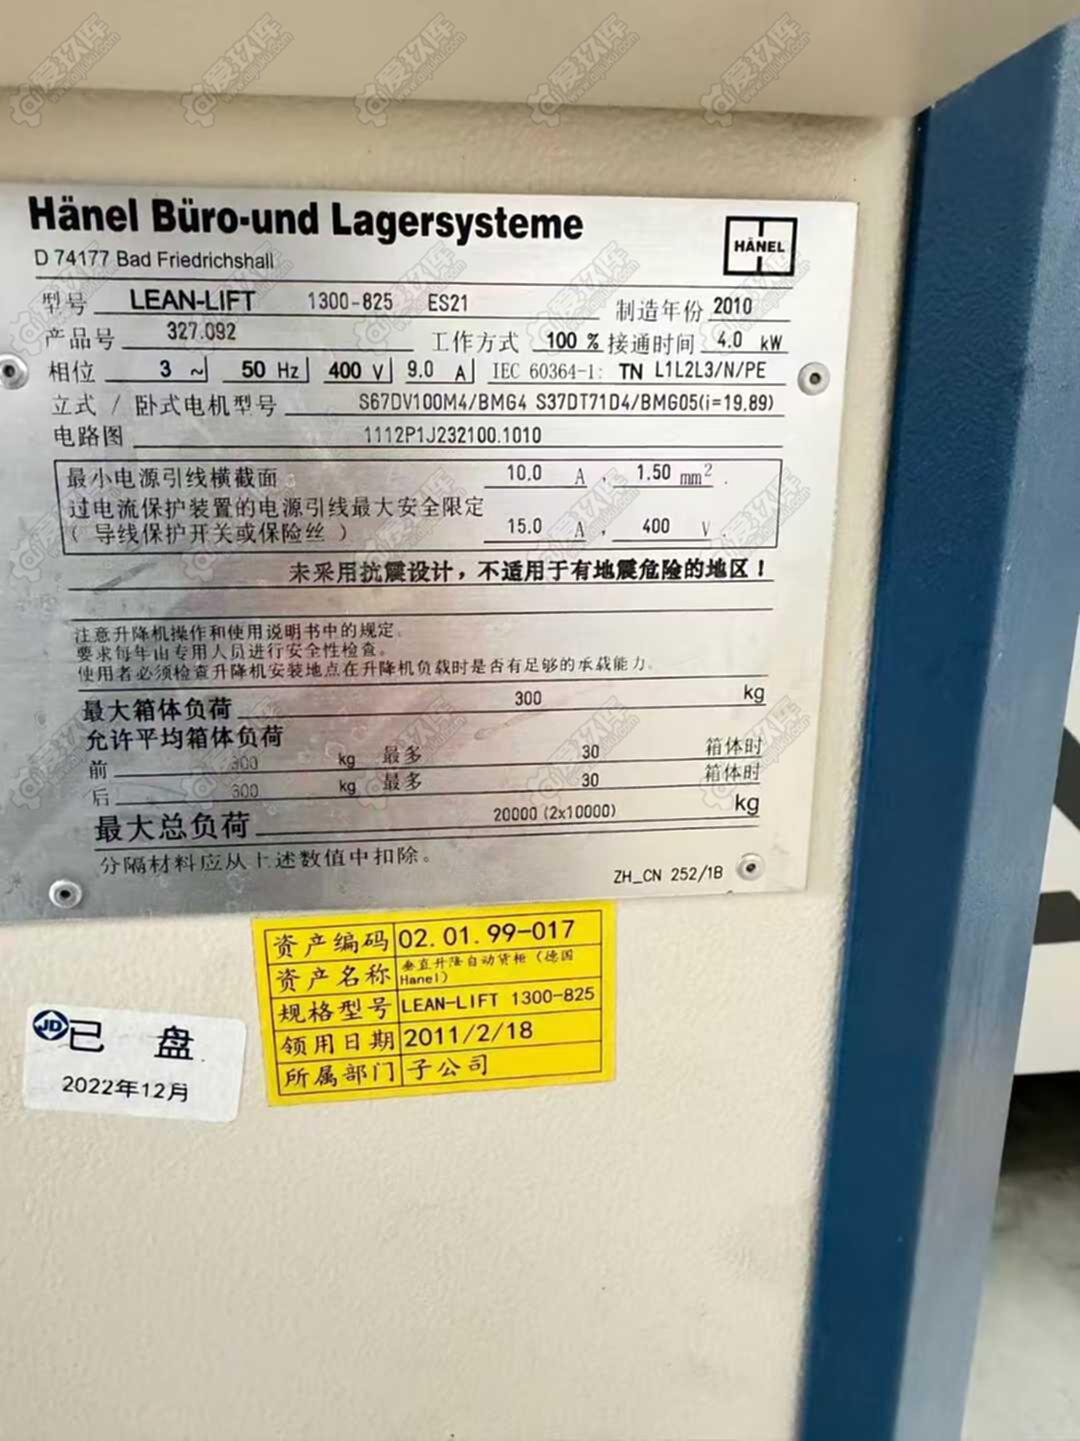 Hänel Büro-und Lagersysteme
D 74177 Bad Friedrichshall
HÄNEL
型号 LEAN-LIFT 1300-825 ES21 制造年份 2010
产品号 327.092 工作方式 100 % 接通时间 4.0 kW
相位 3 ~ 50 Hz 400 V 9.0 A IEC 60364-1: TN L1L2L3/N/PE
立式 / 卧式电机型号 S67DV100M4/BMG4 S37DT71D4/BMG05(i=19,89)
电路图 1112P1J232100.1010
最小电源引线横截面 10.0 A , 1.50 mm² .
过电流保护装置的电源引线最大安全限定
( 导线保护开关或保险丝 ) 15.0 A , 400 V .
未采用抗震设计，不适用于有地震危险的地区！
注意升降机操作和使用说明书中的规定。
要求每年由专用人员进行安全性检查。
使用者必须检查升降机安装地点在升降机负载时是否有足够的承载能力。
最大箱体负荷 300 kg
允许平均箱体负荷
前 300 kg 最多 30 箱体时
后 300 kg 最多 30 箱体时
最大总负荷 20000 (2x10000) kg
分隔材料应从上述数值中扣除。
ZH_CN 252/1B
资产编码 02.01.99-017
资产名称 垂直升降自动货柜（德国
Hanel）
规格型号 LEAN-LIFT 1300-825
领用日期 2011/2/18
所属部门 子公司
JD 已 盘
2022年12月
爱玖库